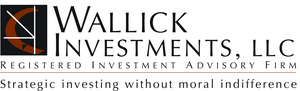 WALLICK
INVESTMENTS, LLC
REGISTERED INVESTMENT ADVISORY FIRM
Strategic investing without moral indifference